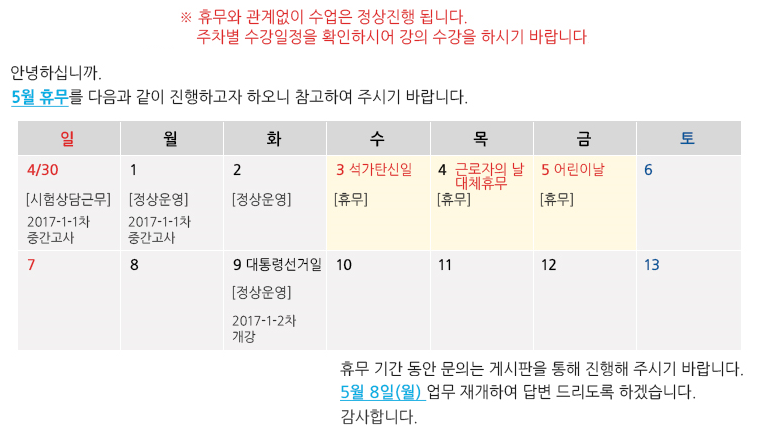 ※ 휴무와 관계없이 수업은 정상진행 됩니다.
주차별 수강일정을 확인하시어 강의 수강을 하시기 바랍니다
안녕하십니까.
5월 휴무를 다음과 같이 진행하고자 하오니 참고하여 주시기 바랍니다.
일 월 화 수 목 금 토
4/30 1 2 3 석가탄신일 4 근로자의 날 5 어린이날 6
대체휴무
[시험상담근무] [정상운영] [정상운영] [휴무] [휴무] [휴무]
2017-1-1차 2017-1-1차
중간고사 중간고사
7 8 9 대통령선거일 10 11 12 13
[정상운영]
2017-1-2차
개강
휴무 기간 동안 문의는 게시판을 통해 진행해 주시기 바랍니다.
5월 8일(월) 업무 재개하여 답변 드리도록 하겠습니다.
감사합니다.